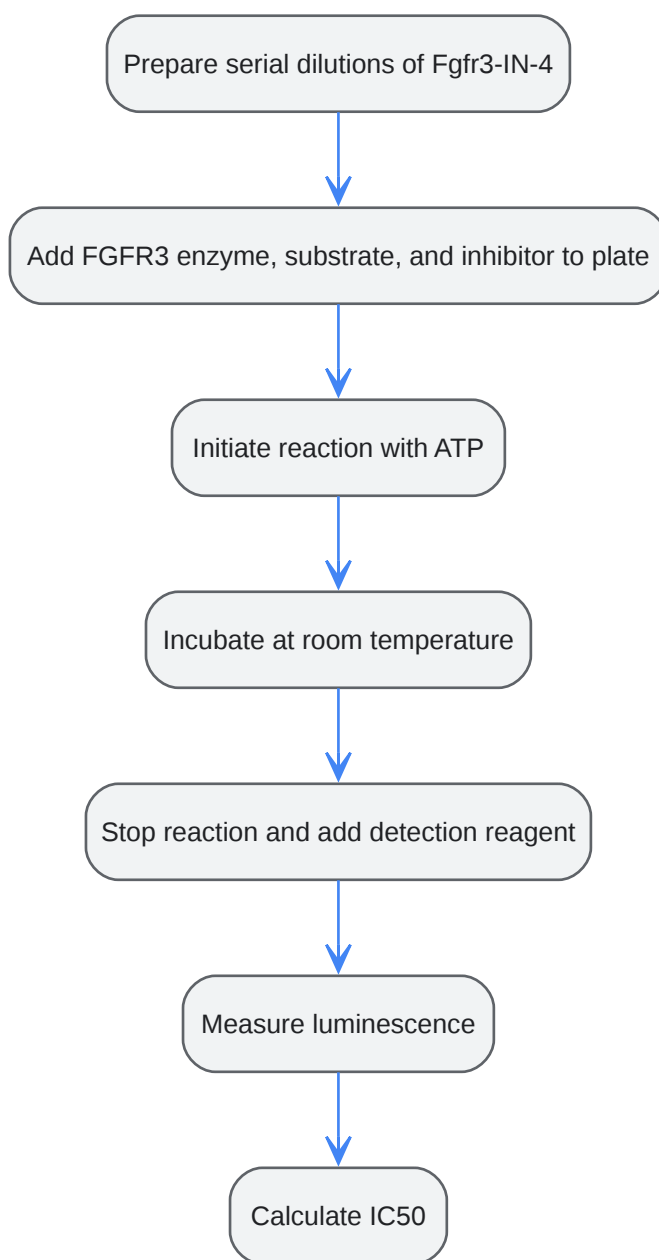 Prepare serial dilutions of Fgfr3-IN-4
Add FGFR3 enzyme, substrate, and inhibitor to plate
Initiate reaction with ATP
Incubate at room temperature
Stop reaction and add detection reagent
Measure luminescence
Calculate IC50